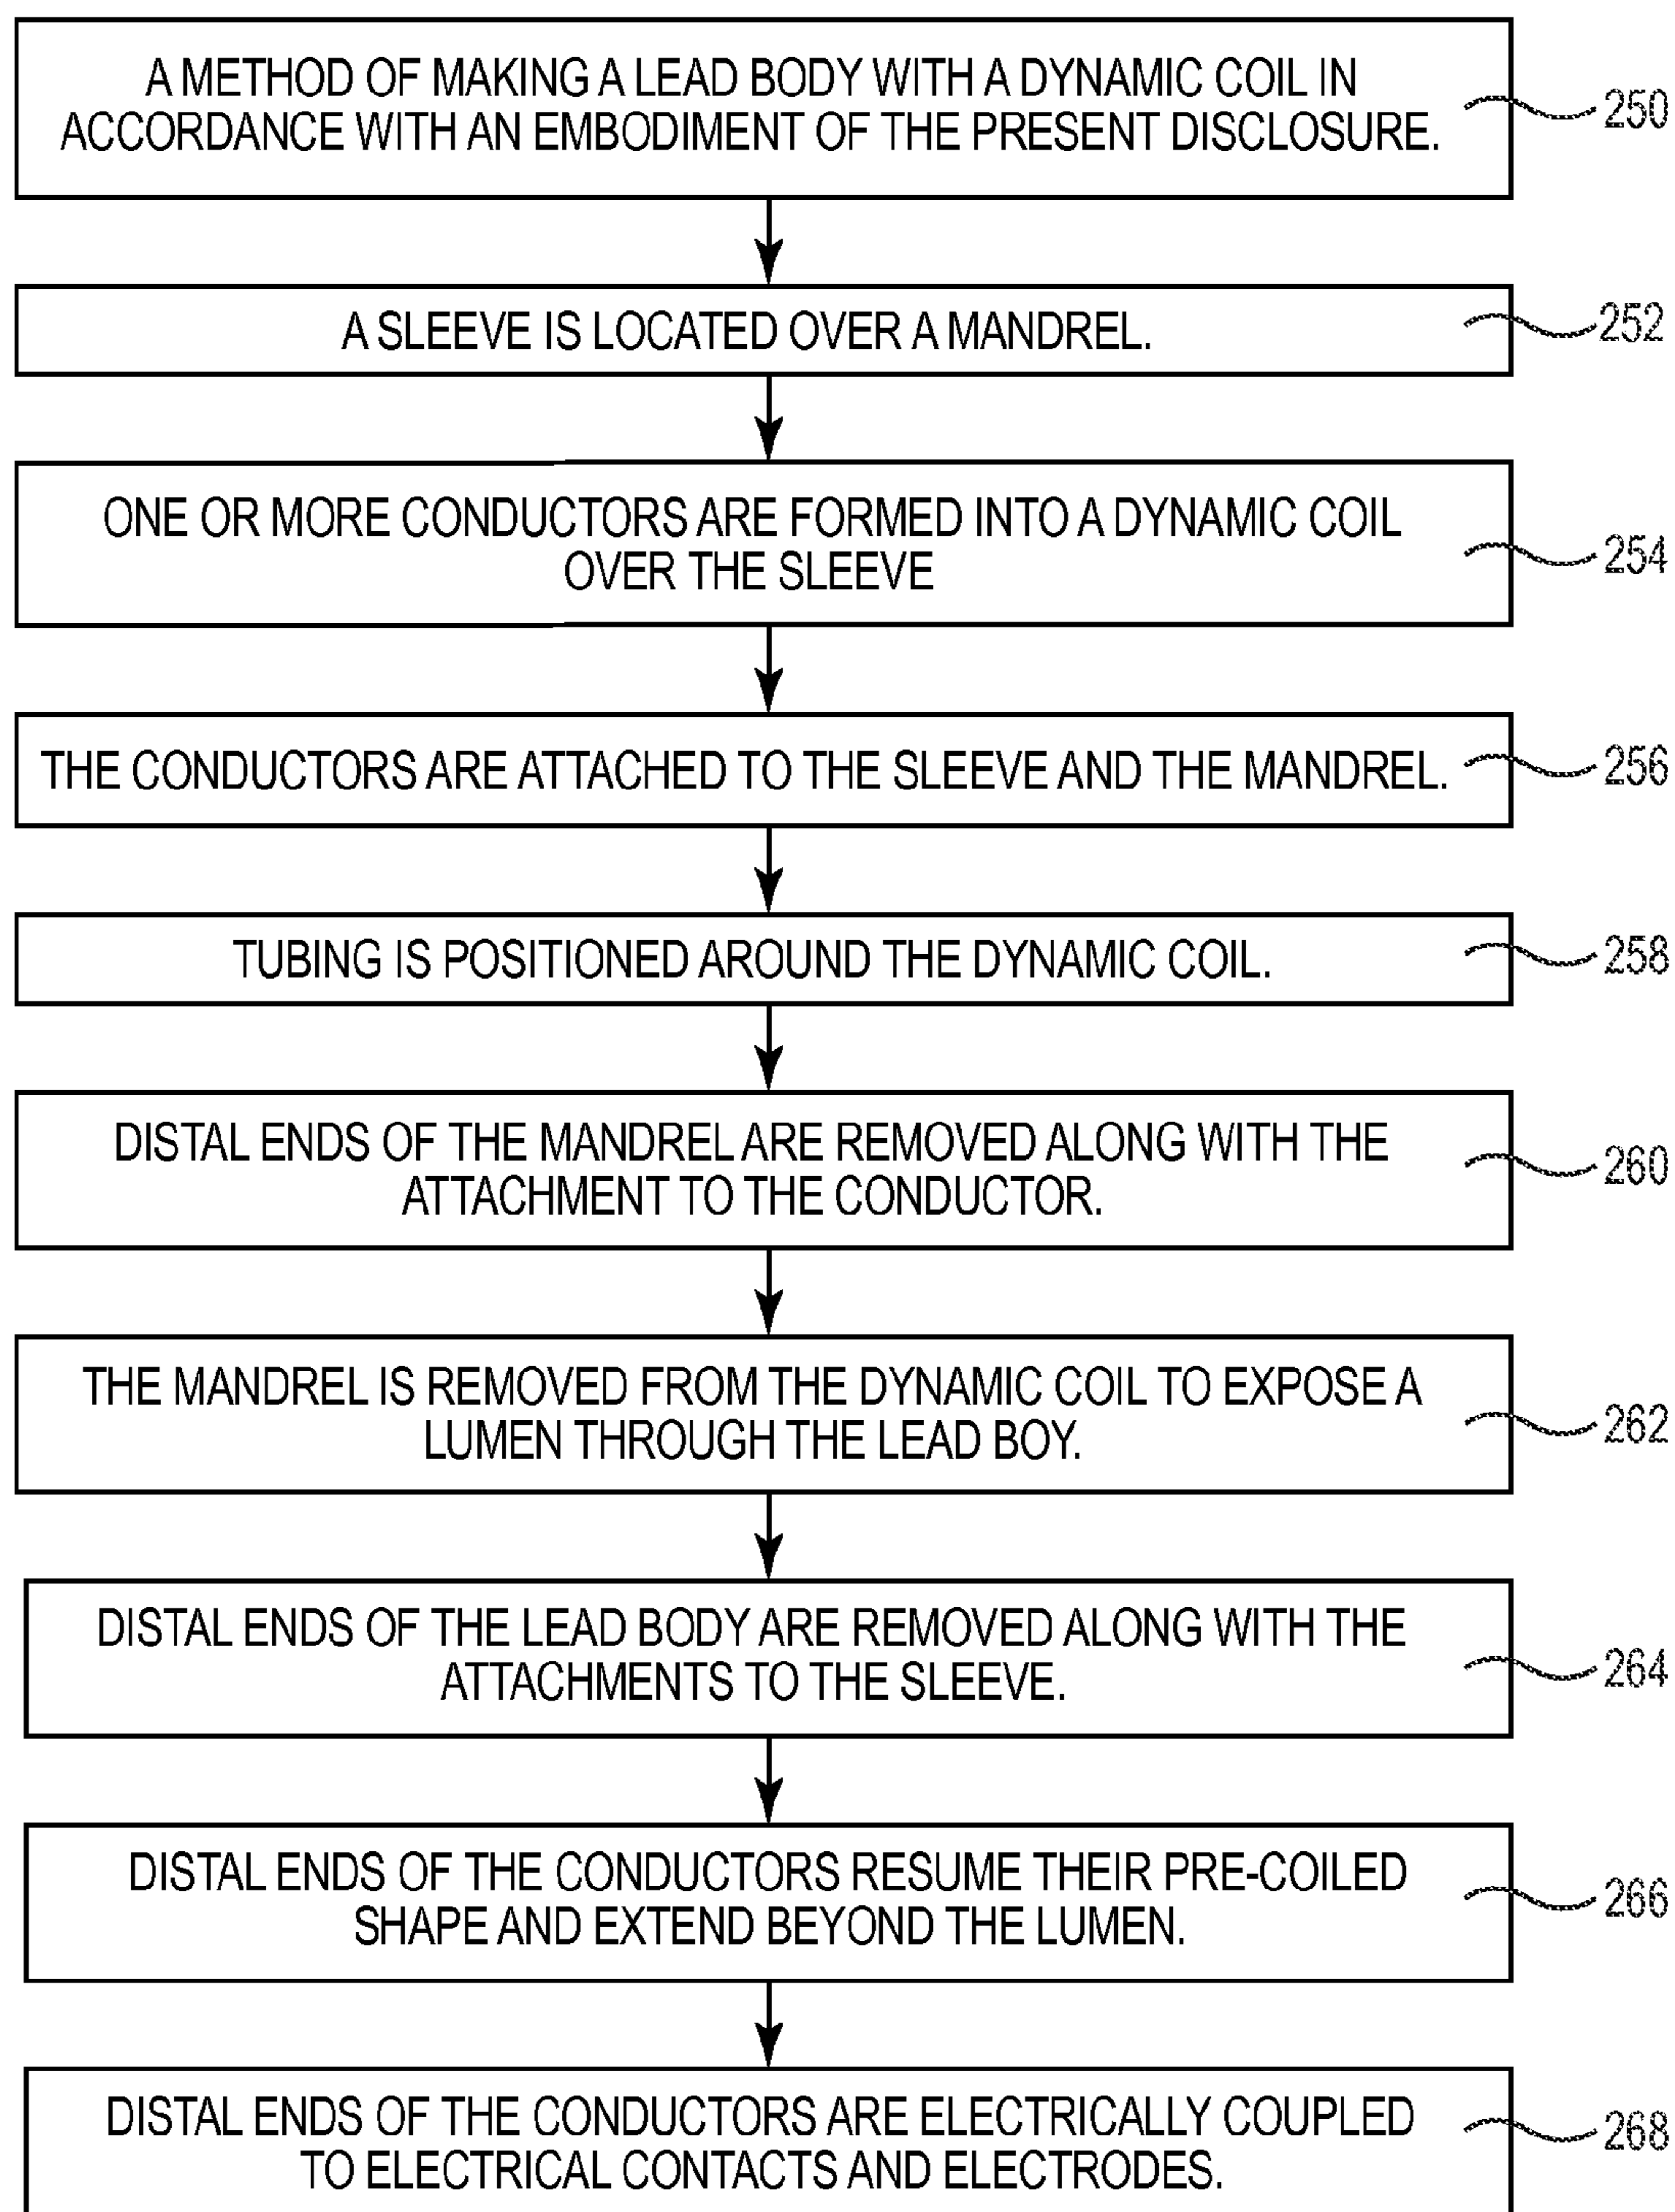 A METHOD OF MAKING A LEAD BODY WITH A DYNAMIC COIL IN
ACCORDANCE WITH AN EMBODIMENT OF THE PRESENT DISCLOSURE.
250
A SLEEVE IS LOCATED OVER A MANDREL.
252
ONE OR MORE CONDUCTORS ARE FORMED INTO A DYNAMIC COIL
OVER THE SLEEVE
254
THE CONDUCTORS ARE ATTACHED TO THE SLEEVE AND THE MANDREL.
256
TUBING IS POSITIONED AROUND THE DYNAMIC COIL.
258
DISTAL ENDS OF THE MANDREL ARE REMOVED ALONG WITH THE
ATTACHMENT TO THE CONDUCTOR.
260
THE MANDREL IS REMOVED FROM THE DYNAMIC COIL TO EXPOSE A
LUMEN THROUGH THE LEAD BOY.
262
DISTAL ENDS OF THE LEAD BODY ARE REMOVED ALONG WITH THE
ATTACHMENTS TO THE SLEEVE.
264
DISTAL ENDS OF THE CONDUCTORS RESUME THEIR PRE-COILED
SHAPE AND EXTEND BEYOND THE LUMEN.
266
DISTAL ENDS OF THE CONDUCTORS ARE ELECTRICALLY COUPLED
TO ELECTRICAL CONTACTS AND ELECTRODES.
268